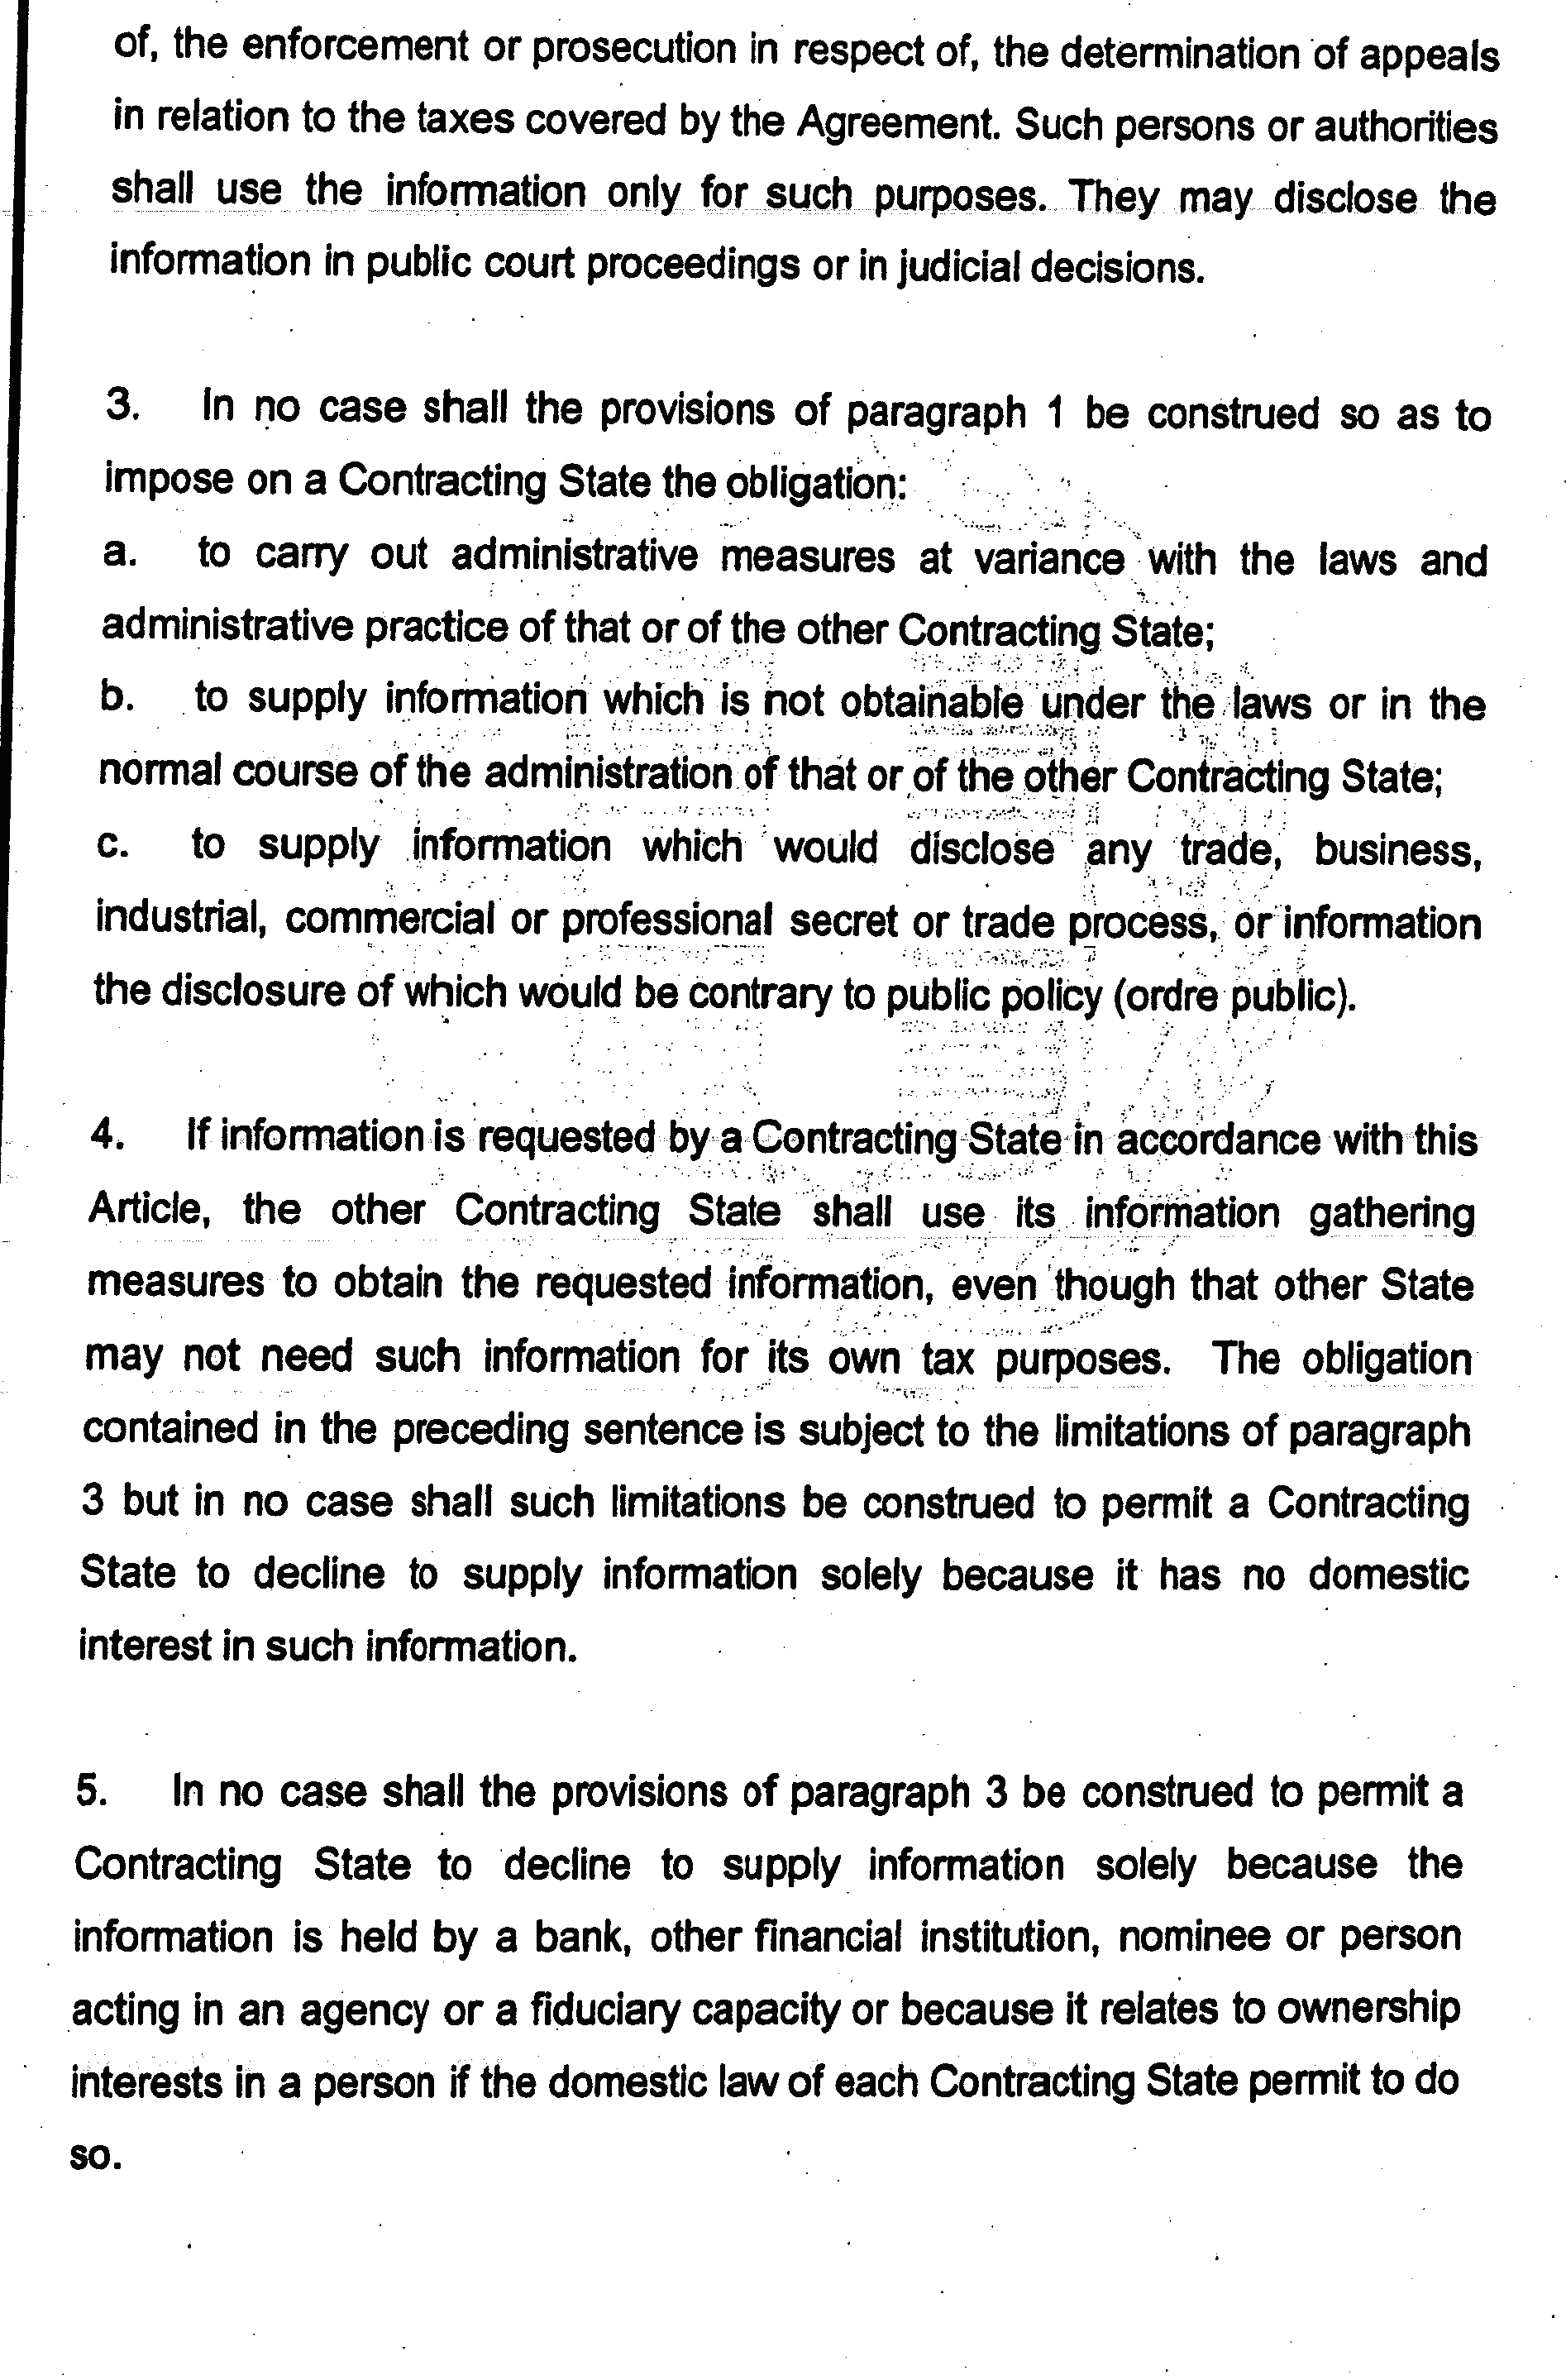 of, the enforcement or prosecution in respect of, the determination of appeals
in relation to the taxes covered by the Agreement. Such persons or authorities
shall use the information only for such purposes. They may disclose the
information in public court proceedings or in judicial decisions.
3. In no case shall the provisions of paragraph 1 be construed so as to
impose on a Contracting State the obligation:
a. to carry out administrative measures at variance with the laws and
administrative practice of that or of the other Contracting State;
b. to supply information which is not obtainable under the laws or in the
normal course of the administration of that or of the other Contracting State;
c. to supply information which would disclose any trade, business,
industrial, commercial or professional secret or trade process, or information
the disclosure of which would be contrary to public policy (ordre public).
4. If information is requested by a Contracting State in accordance with this
Article, the other Contracting State shall use its information gathering
measures to obtain the requested information, even though that other State
may not need such information for its own tax purposes. The obligation
contained in the preceding sentence is subject to the limitations of paragraph
3 but in no case shall such limitations be construed to permit a Contracting
State to decline to supply information solely because it has no domestic
interest in such information.
5. In no case shall the provisions of paragraph 3 be construed to permit a
Contracting State to decline to supply information solely because the
information is held by a bank, other financial institution, nominee or person
acting in an agency or a fiduciary capacity or because it relates to ownership
interests in a person if the domestic law of each Contracting State permit to do
so.